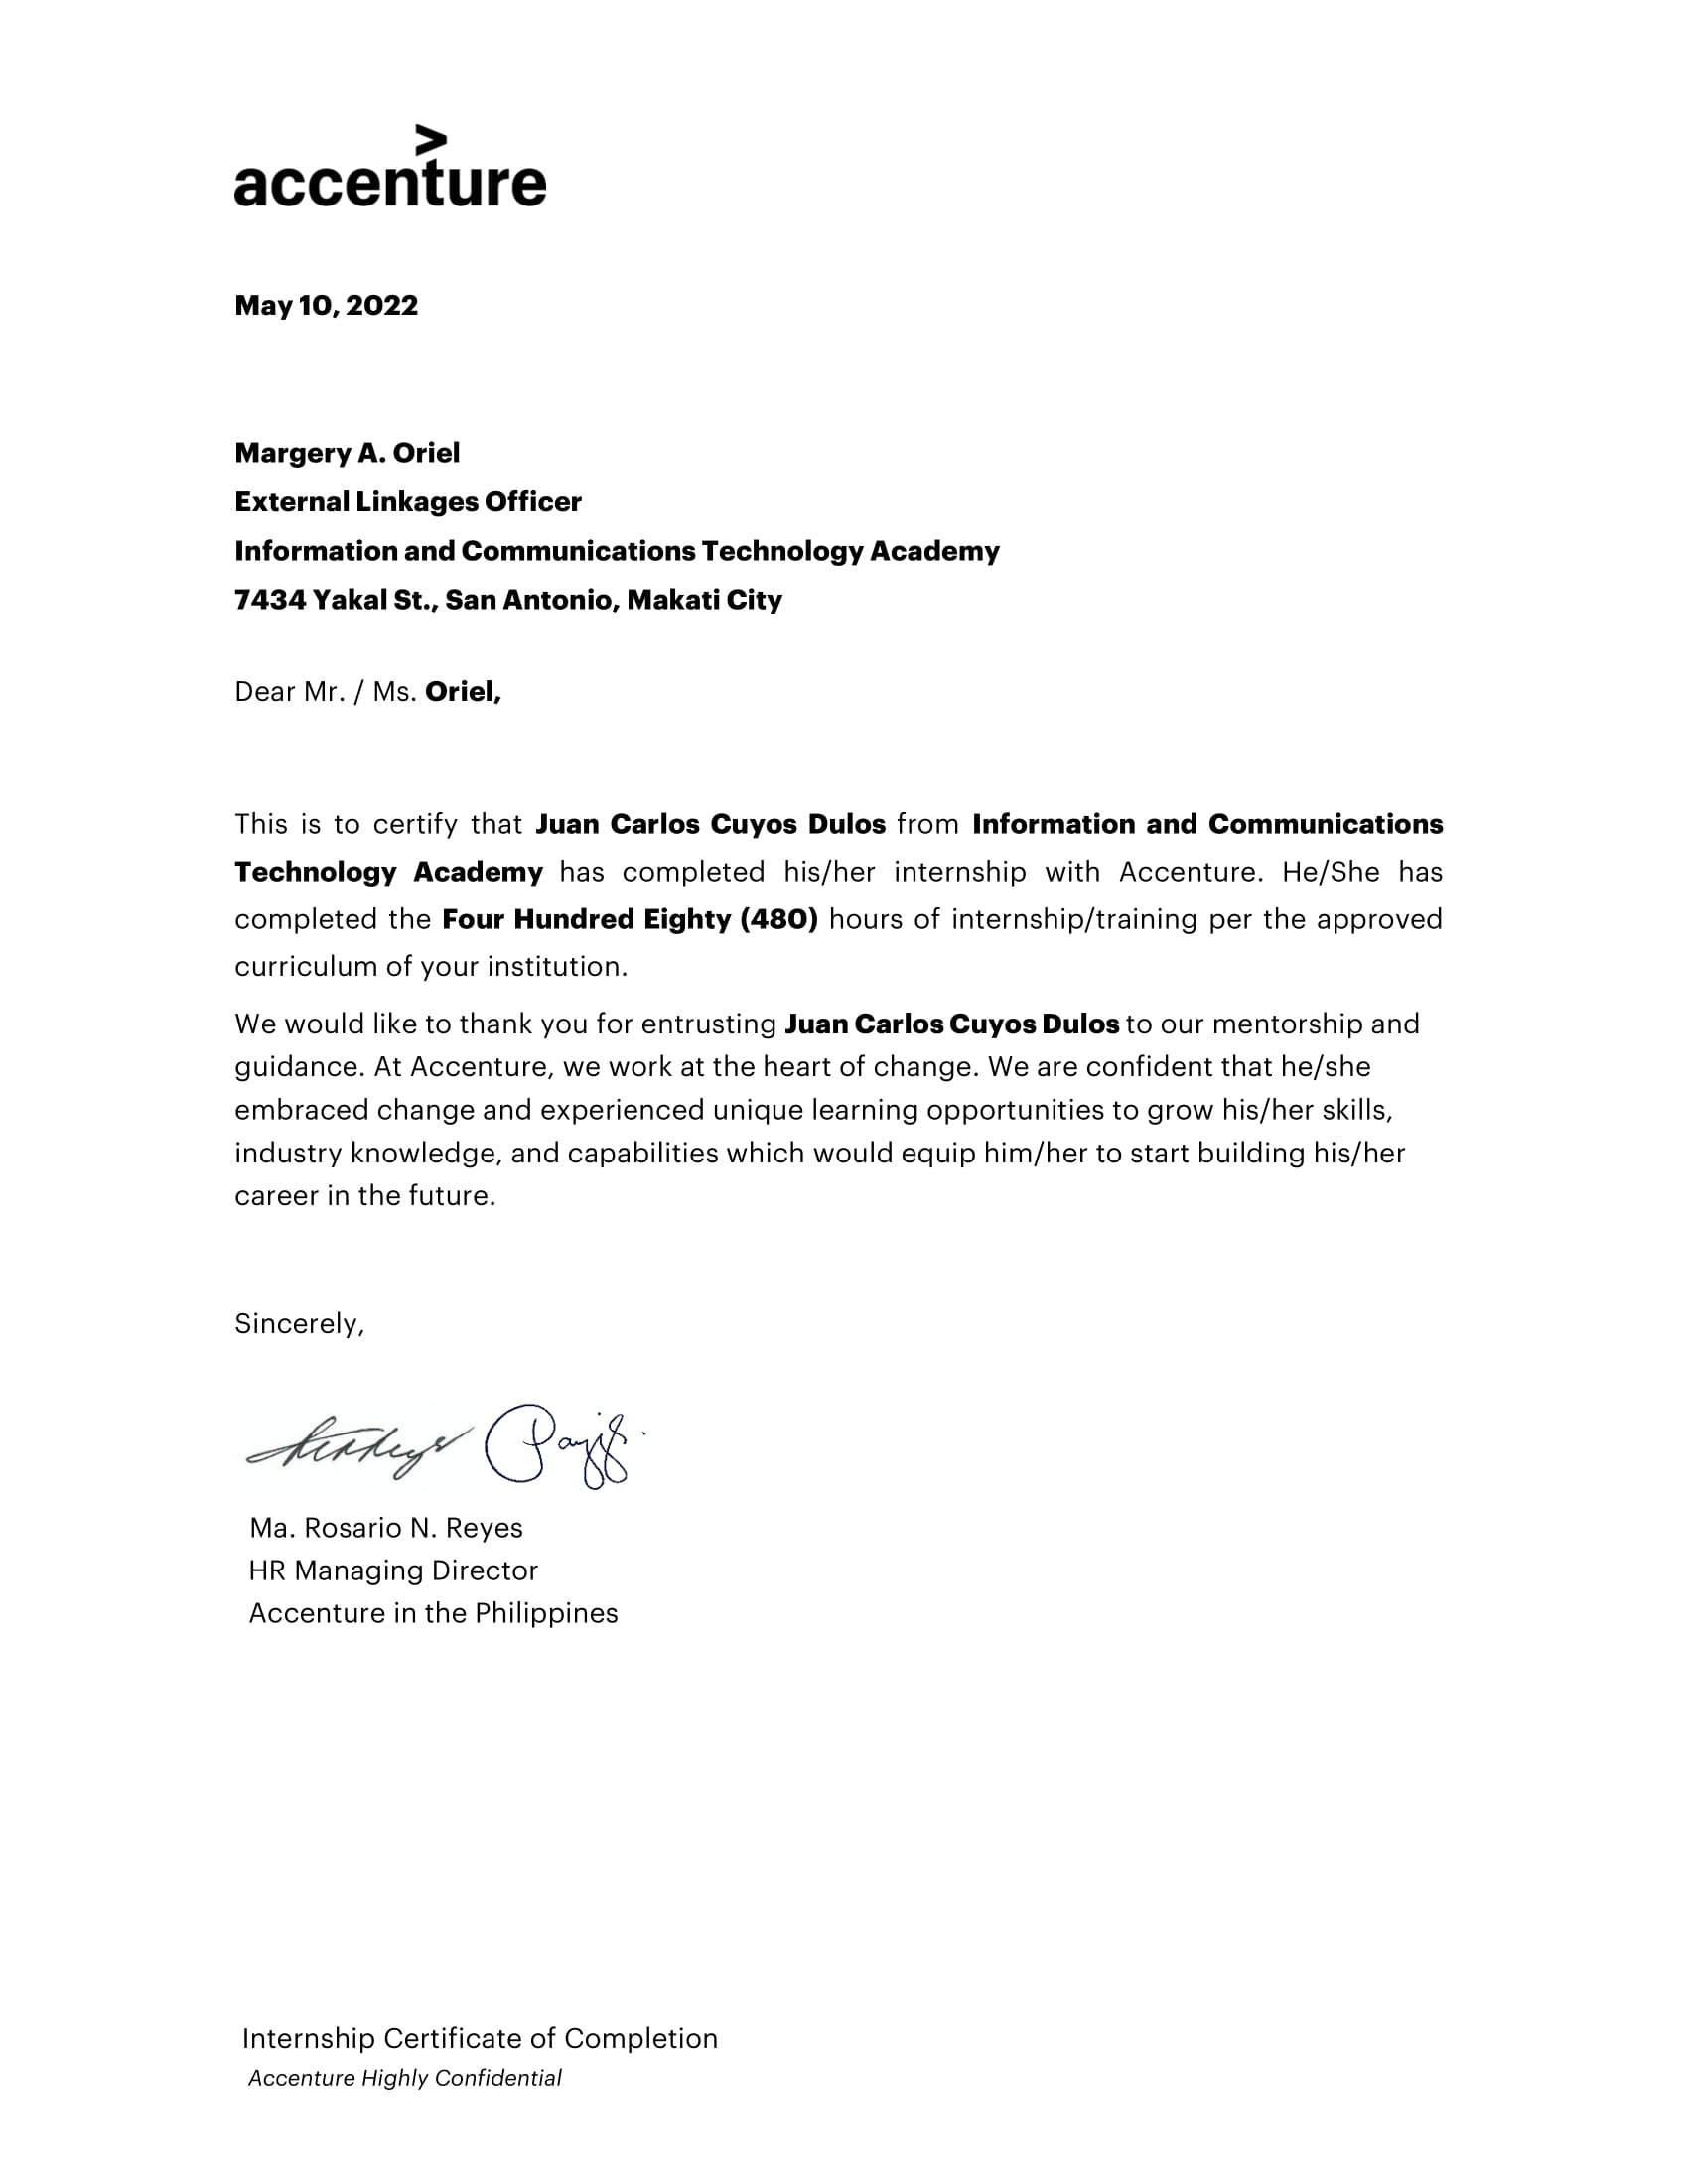 accenture
May 10, 2022
Margery A. Oriel
External Linkages Officer
Information and Communications Technology Academy
7434 Yakal St., San Antonio, Makati City
Dear Mr. / Ms. Oriel,
This is to certify that Juan Carlos Cuyos Dulos from Information and Communications
Technology Academy has completed his/her internship with Accenture. He/She has
completed the Four Hundred Eighty (480) hours of internship/training per the approved
curriculum of your institution.
We would like to thank you for entrusting Juan Carlos Cuyos Dulos to our mentorship and
guidance. At Accenture, we work at the heart of change. We are confident that he/she
embraced change and experienced unique learning opportunities to grow his/her skills,
industry knowledge, and capabilities which would equip him/her to start building his/her
career in the future.
Sincerely,
Ma. Rosario N. Reyes
HR Managing Director
Accenture in the Philippines
Internship Certificate of Completion
Accenture Highly Confidential